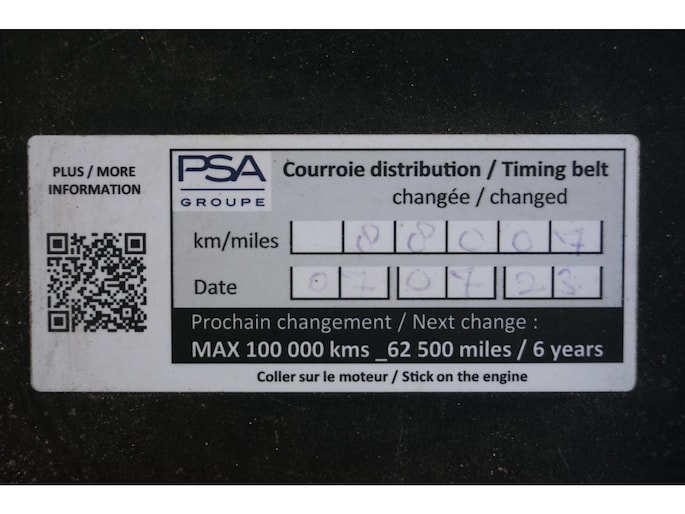 PLUS / MORE
INFORMATION
PSA
GROUPE
Courroie distribution / Timing belt
changée / changed
km/miles 88007
Date 07 07 23
Prochain changement / Next change :
MAX 100 000 kms _62 500 miles / 6 years
Coller sur le moteur / Stick on the engine